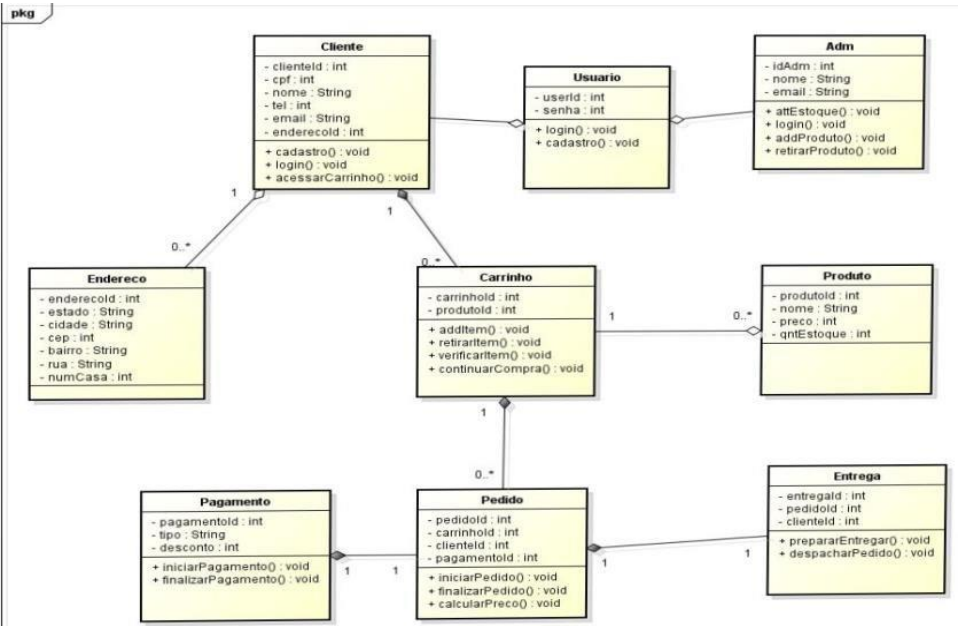 pkg
Cliente
- clienteId : int
- cpf : int
- nome : String
- tel : int
- email : String
- enderecoId : int
+ cadastro() : void
+ login() : void
+ acessarCarrinho() : void
Usuario
- userId : int
- senha : int
+ login() : void
+ cadastro() : void
Adm
- idAdm : int
- nome : String
- email : String
+ attEstoque() : void
+ login() : void
+ addProduto() : void
+ retirarProduto() : void
1
1
0..*
0..*
Endereco
- enderecoId : int
- estado : String
- cidade : String
- cep : int
- bairro : String
- rua : String
- numCasa : int
Carrinho
- carrinhoId : int
- produtoId : int
+ addItem() : void
+ retirarItem() : void
+ verificarItem() : void
+ continuarCompra() : void
1
0..*
Produto
- produtoId : int
- nome : String
- preco : int
- qntEstoque : int
1
0..*
Pagamento
- pagamentoId : int
- tipo : String
- desconto : int
+ iniciarPagamento() : void
+ finalizarPagamento() : void
1
1
Pedido
- pedidoId : int
- carrinhoId : int
- clienteId : int
- pagamentoId : int
+ iniciarPedido() : void
+ finalizarPedido() : void
+ calcularPreco() : void
1
1
Entrega
- entregaId : int
- pedidoId : int
- clienteId : int
+ prepararEntregar() : void
+ despacharPedido() : void